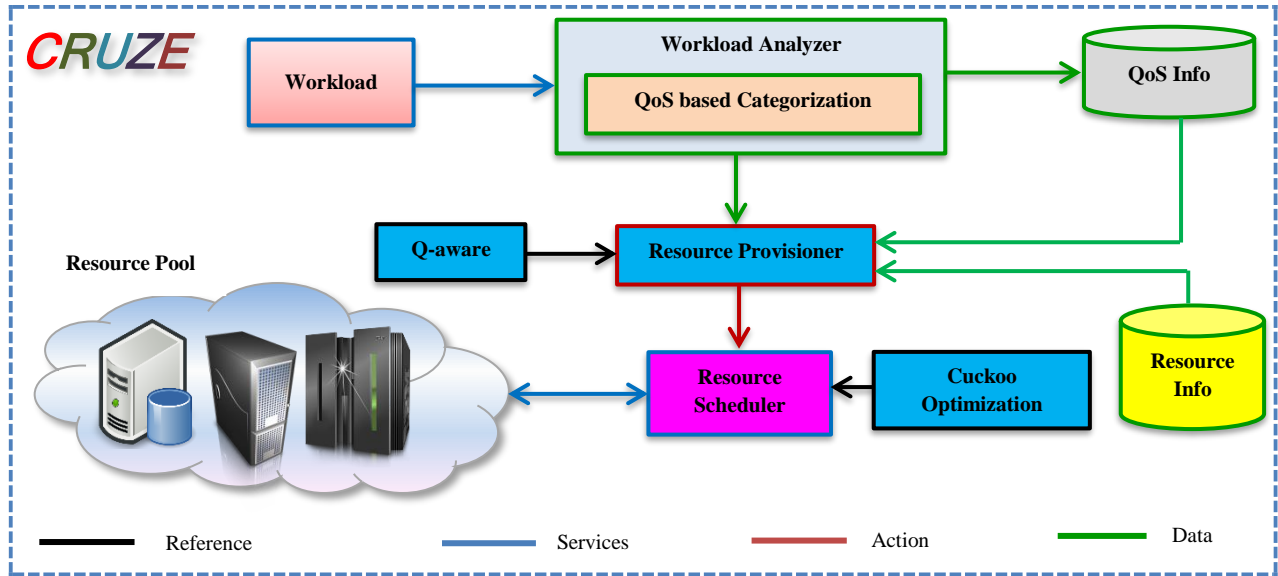 CRUZE
Workload
Workload Analyzer
QoS based Categorization
QoS Info
Q-aware
Resource Provisioner
Resource Pool
Resource
Scheduler
Cuckoo
Optimization
Resource
Info
Reference
Services
Action
Data